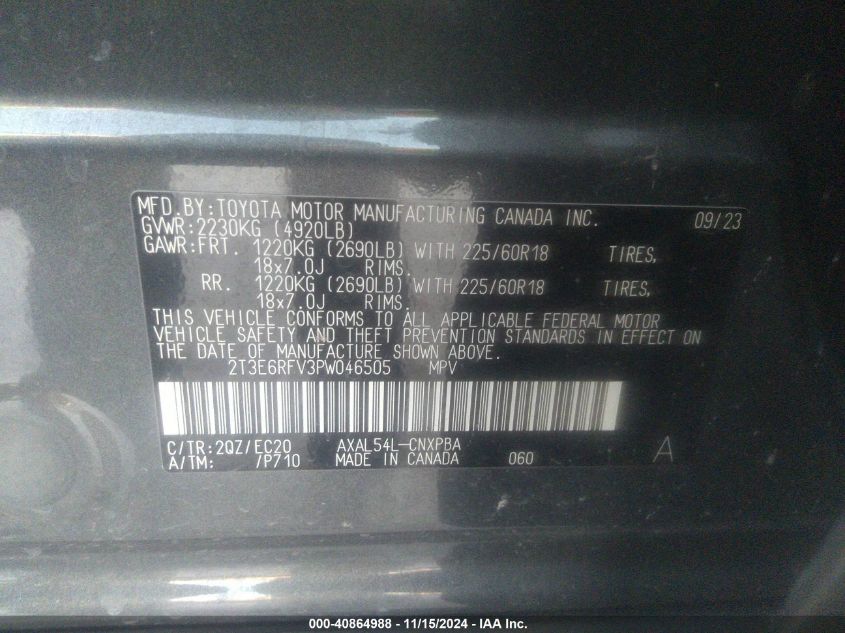 MFD.BY:TOYOTA MOTOR MANUFACTURING CANADA INC. 09/23
GVWR:2230KG (4920LB)
GAWR:FRT. 1220KG (2690LB) WITH 225/60R18 TIRES,
18x7.0J RIMS.
RR. 1220KG (2690LB) WITH 225/60R18 TIRES,
18x7.0J RIMS.
THIS VEHICLE CONFORMS TO ALL APPLICABLE FEDERAL MOTOR
VEHICLE SAFETY AND THEFT PREVENTION STANDARDS IN EFFECT ON
THE DATE OF MANUFACTURE SHOWN ABOVE.
2T3E6RFV3PW046505 MPV
C/TR:2QZ/EC20 AXAL54L-CNXPBA A
A/TM: /P710 MADE IN CANADA 060
000-40864988 - 11/15/2024 - IAA Inc.